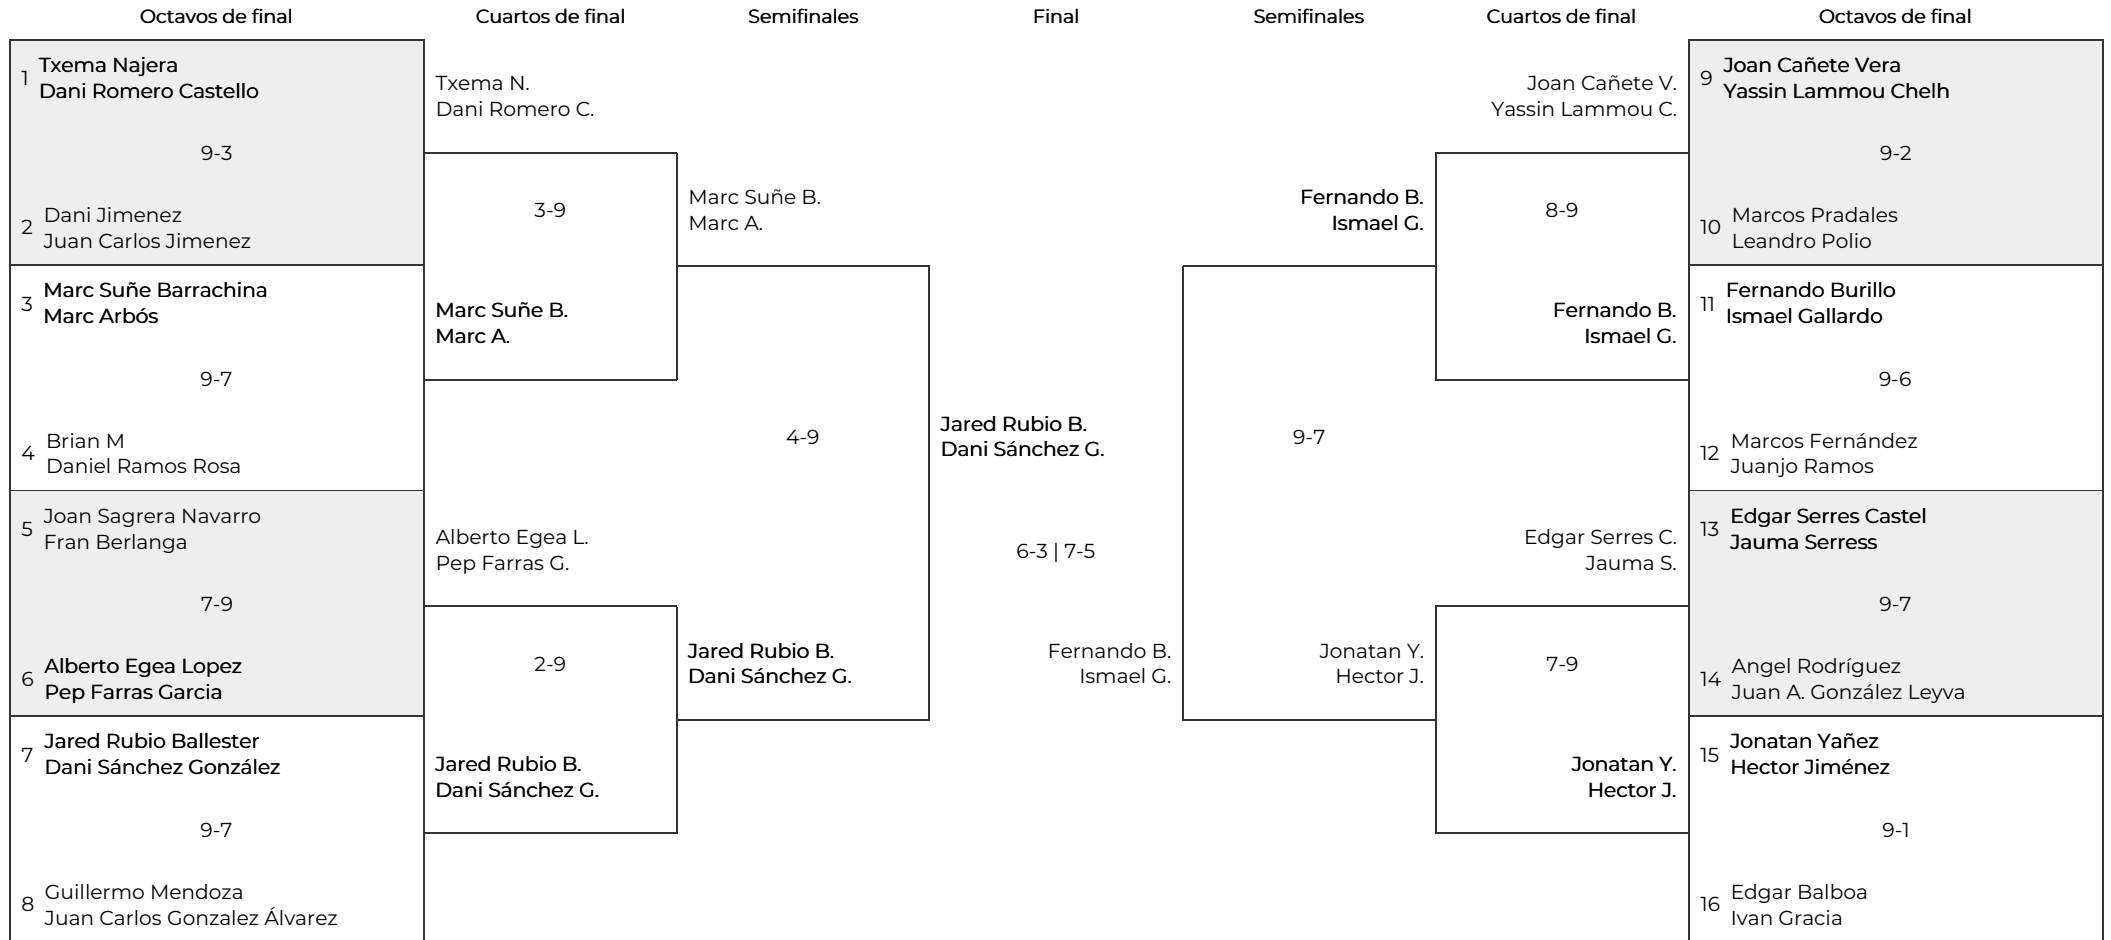 Octavos de final
Cuartos de final
Semifinales
Final
Semifinales
Cuartos de final
Octavos de final
1
Txema Najera
Dani Romero Castello
9-3
2
Dani Jimenez
Juan Carlos Jimenez
3
Marc Suñe Barrachina
Marc Arbós
9-7
4
Brian M
Daniel Ramos Rosa
5
Joan Sagrera Navarro
Fran Berlanga
7-9
6
Alberto Egea Lopez
Pep Farras Garcia
7
Jared Rubio Ballester
Dani Sánchez González
9-7
8
Guillermo Mendoza
Juan Carlos Gonzalez Álvarez
Txema N.
Dani Romero C.
3-9
Marc Suñe B.
Marc A.
Alberto Egea L.
Pep Farras G.
2-9
Jared Rubio B.
Dani Sánchez G.
Marc Suñe B.
Marc A.
4-9
Jared Rubio B.
Dani Sánchez G.
Jared Rubio B.
Dani Sánchez G.
6-3 | 7-5
Fernando B.
Ismael G.
Fernando B.
Ismael G.
9-7
Jonatan Y.
Hector J.
Joan Cañete V.
Yassin Lammou C.
8-9
Fernando B.
Ismael G.
Edgar Serres C.
Jauma S.
7-9
Jonatan Y.
Hector J.
9
Joan Cañete Vera
Yassin Lammou Chelh
9-2
10
Marcos Pradales
Leandro Polio
11
Fernando Burillo
Ismael Gallardo
9-6
12
Marcos Fernández
Juanjo Ramos
13
Edgar Serres Castel
Jauma Serress
9-7
14
Angel Rodríguez
Juan A. González Leyva
15
Jonatan Yañez
Hector Jiménez
9-1
16
Edgar Balboa
Ivan Gracia